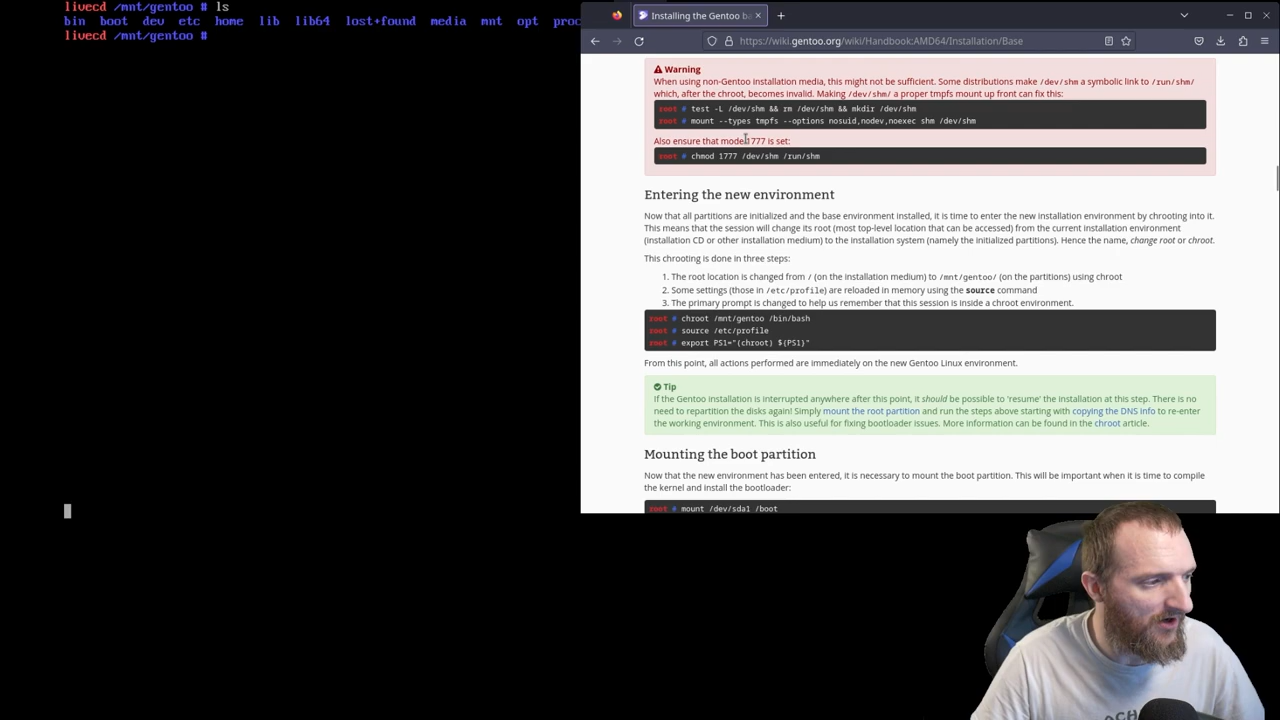 livecd /mnt/gentoo # ls
bin boot dev etc home lib lib64 lost+found media mnt opt proc
livecd /mnt/gentoo #
Installing the Gentoo ba
https://wiki.gentoo.org/wiki/Handbook:AMD64/Installation/Base
Warning
When using non-Gentoo installation media, this might not be sufficient. Some distributions make /dev/shm a symbolic link to /run/shm/
which, after the chroot, becomes invalid. Making /dev/shm/ a proper tmpfs mount up front can fix this:
root # test -L /dev/shm && rm /dev/shm && mkdir /dev/shm
root # mount --types tmpfs --options nosuid,nodev,noexec shm /dev/shm
Also ensure that mode 1777 is set:
root # chmod 1777 /dev/shm /run/shm
Entering the new environment
Now that all partitions are initialized and the base environment installed, it is time to enter the new installation environment by chrooting into it.
This means that the session will change its root (most top-level location that can be accessed) from the current installation environment
(installation CD or other installation medium) to the installation system (namely the initialized partitions). Hence the name, change root or chroot.
This chrooting is done in three steps:
1. The root location is changed from / (on the installation medium) to /mnt/gentoo/ (on the partitions) using chroot
2. Some settings (those in /etc/profile) are reloaded in memory using the source command
3. The primary prompt is changed to help us remember that this session is inside a chroot environment.
root # chroot /mnt/gentoo /bin/bash
root # source /etc/profile
root # export PS1="(chroot) ${PS1}"
From this point, all actions performed are immediately on the new Gentoo Linux environment.
Tip
If the Gentoo installation is interrupted anywhere after this point, it should be possible to 'resume' the installation at this step. There is no
need to repartition the disks again! Simply mount the root partition and run the steps above starting with copying the DNS info to re-enter
the working environment. This is also useful for fixing bootloader issues. More information can be found in the chroot article.
Mounting the boot partition
Now that the new environment has been entered, it is necessary to mount the boot partition. This will be important when it is time to compile
the kernel and install the bootloader:
root # mount /dev/sda1 /boot